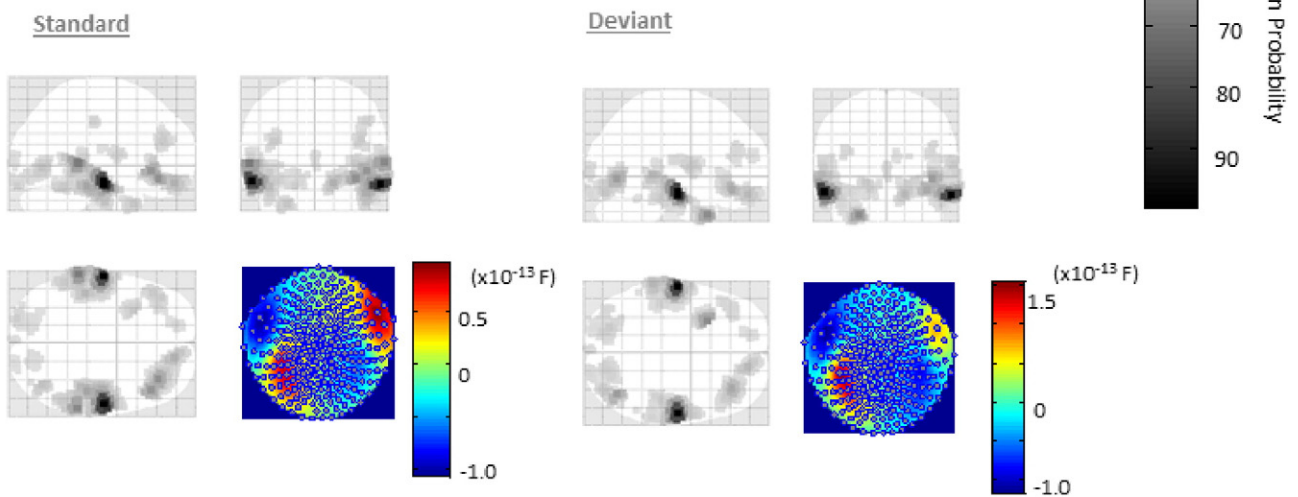 Standard
Deviant
70
80
90
n Probability
(x10⁻¹³ F)
0.5
0
-1.0
(x10⁻¹³ F)
1.5
0
-1.0